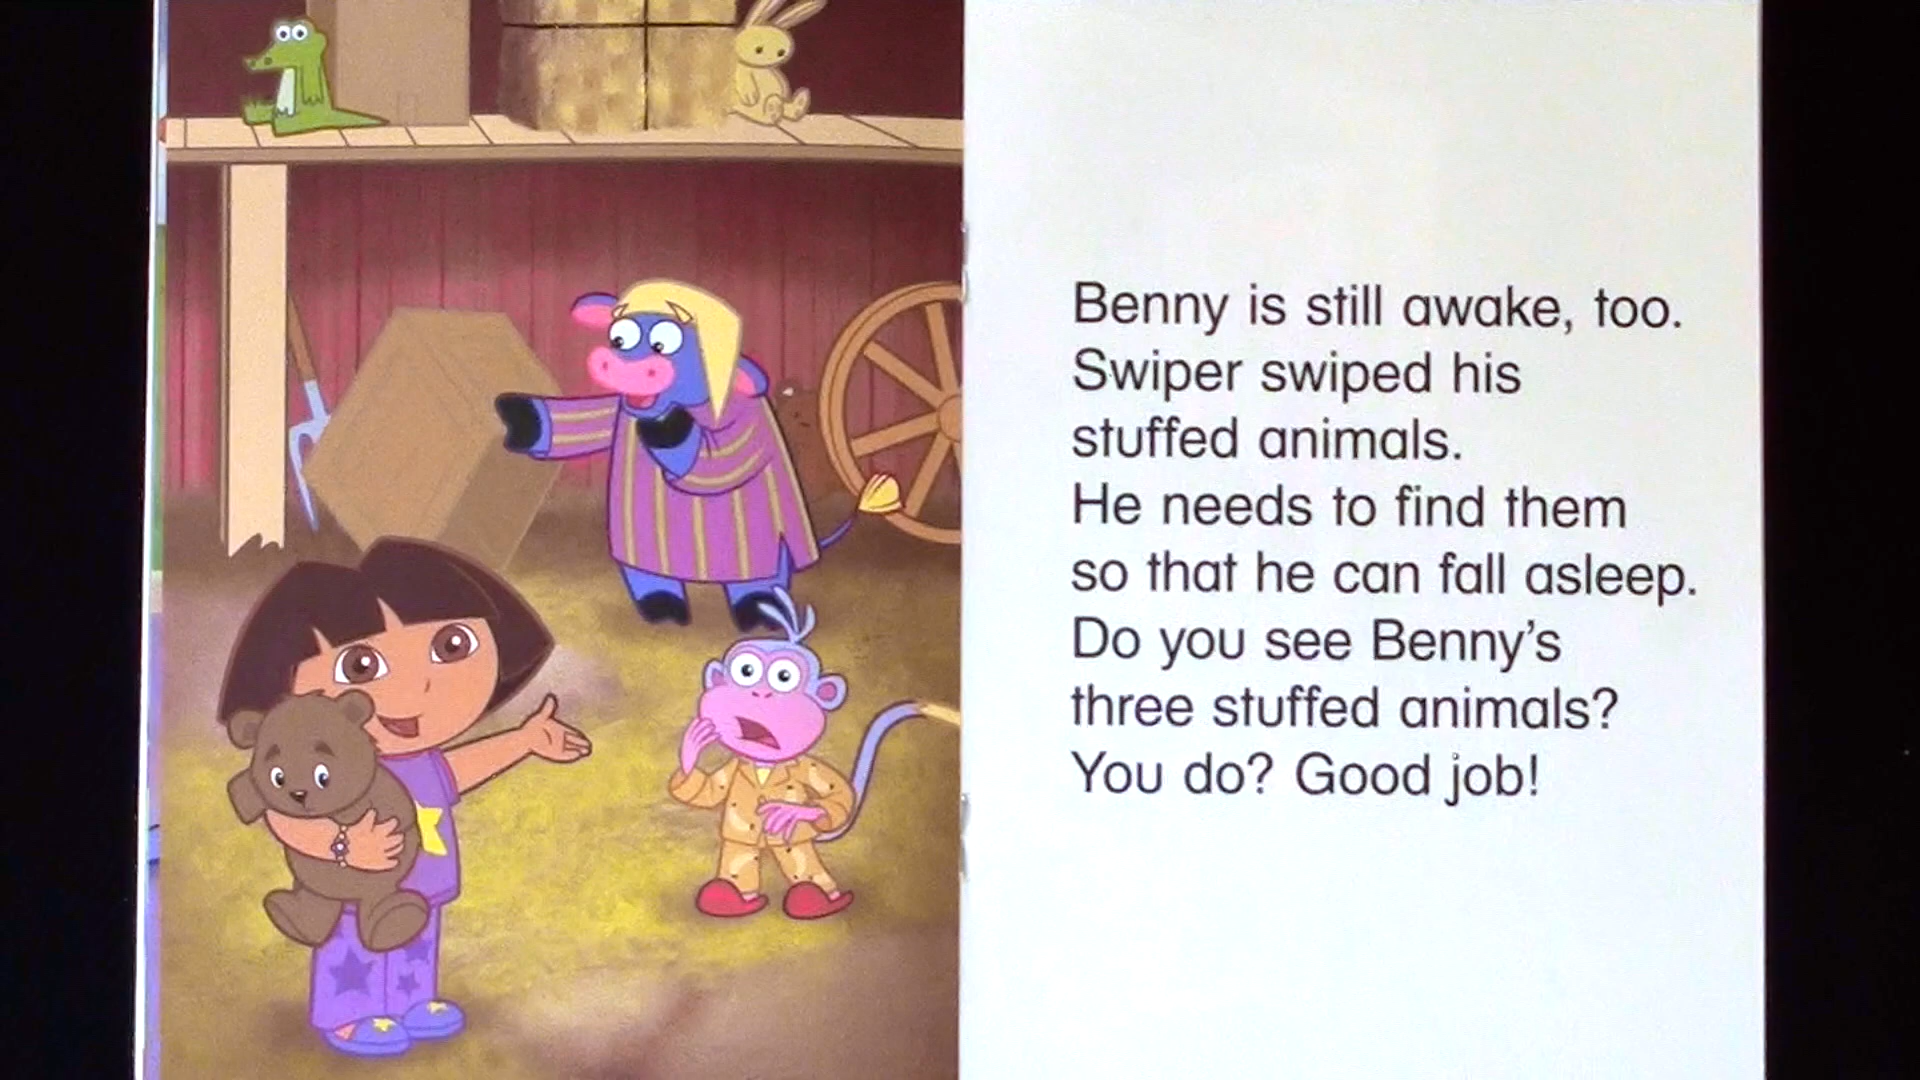 Benny is still awake, too.
Swiper swiped his
stuffed animals.
He needs to find them
so that he can fall asleep.
Do you see Benny's
three stuffed animals?
You do? Good job!